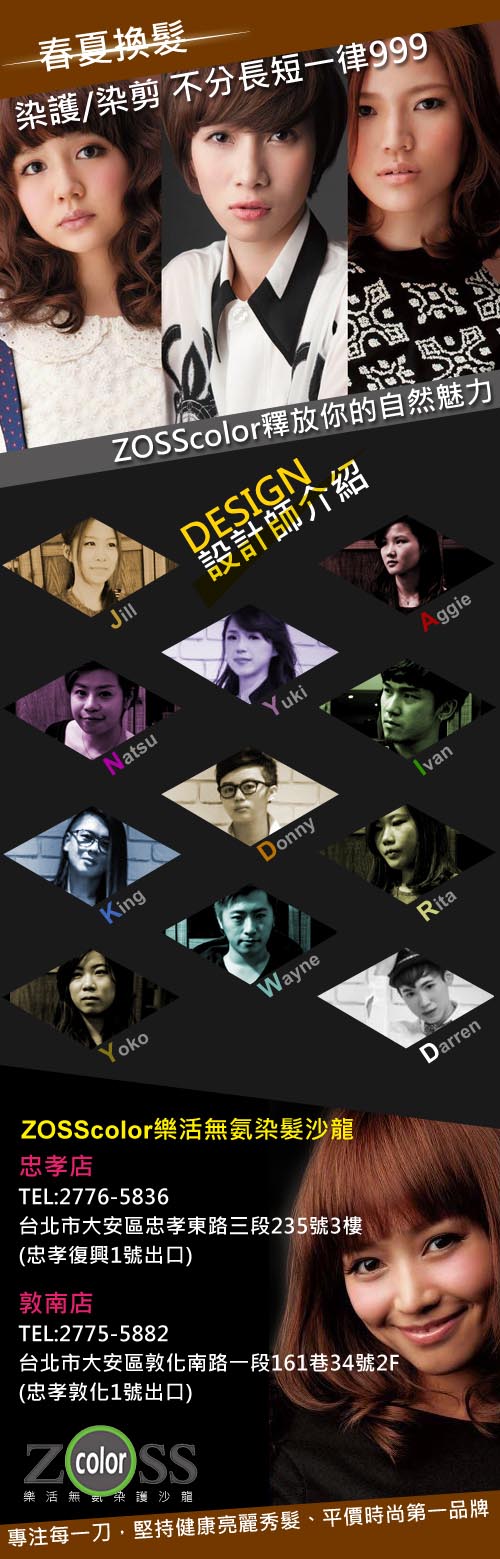 春夏換髮
染護/染剪 不分長短一律999
ZOSScolor釋放你的自然魅力
DESIGN
設計師介紹
Jill
Aggie
Yuki
Natsu
Ivan
Donny
King
Rita
Wayne
Yoko
Darren
ZOSScolor樂活無氨染髮沙龍
忠孝店
TEL:2776-5836
台北市大安區忠孝東路三段235號3樓
(忠孝復興1號出口)
敦南店
TEL:2775-5882
台北市大安區敦化南路一段161巷34號2F
(忠孝敦化1號出口)
ZOSS color
樂活無氨染護沙龍
專注每一刀，堅持健康亮麗秀髮、平價時尚第一品牌